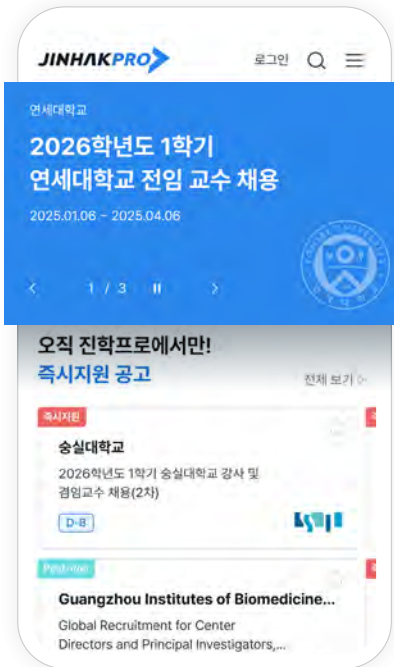 JINHAKPRO
로그인
연세대학교
2026학년도 1학기
연세대학교 전임 교수 채용
2025.01.06 ~ 2025.04.06
1 / 3
오직 진학프로에서만!
즉시지원 공고
전체 보기
즉시지원
숭실대학교
2026학년도 1학기 숭실대학교 강사 및
겸임교수 채용(2차)
D-8
Guangzhou Institutes of Biomedicine...
Global Recruitment for Center
Directors and Principal Investigators,...